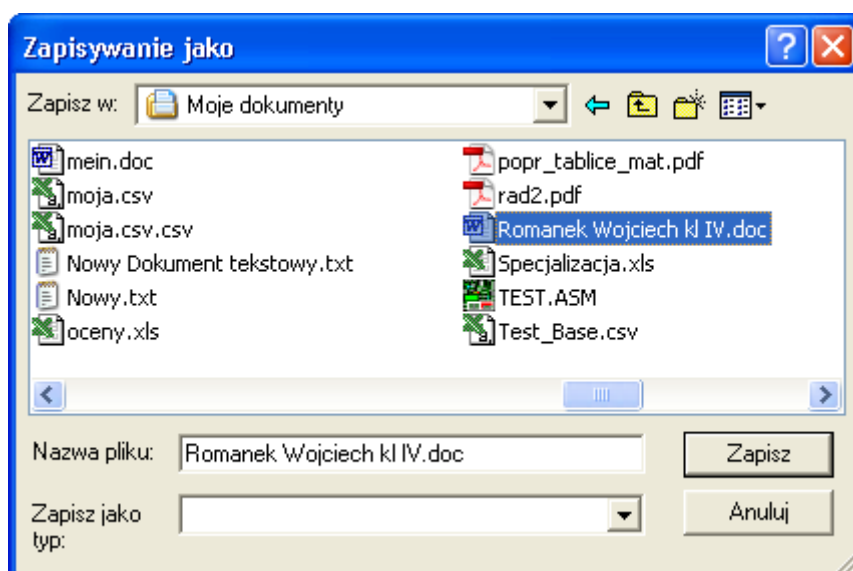 Zapisywanie jako
Zapisz w: Moje dokumenty
mein.doc
moja.csv
moja.csv.csv
Nowy Dokument tekstowy.txt
Nowy.txt
oceny.xls
popr_tablice_mat.pdf
rad2.pdf
Romanek Wojciech kl IV.doc
Specjalizacja.xls
TEST.ASM
Test_Base.csv
Nazwa pliku: Romanek Wojciech kl IV.doc
Zapisz
Zapisz jako
typ:
Anuluj